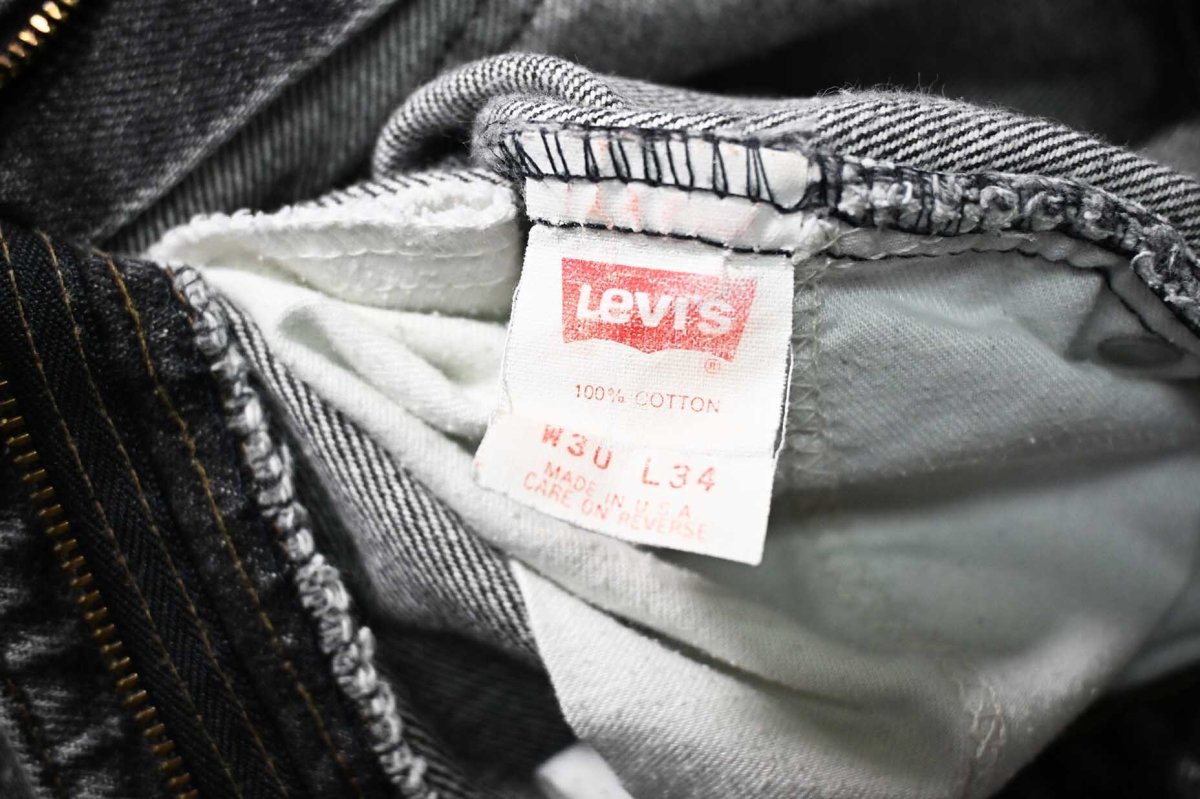 Levi's
®
100% COTTON
W30 L34
MADE IN U S A
CARE ON REVERSE